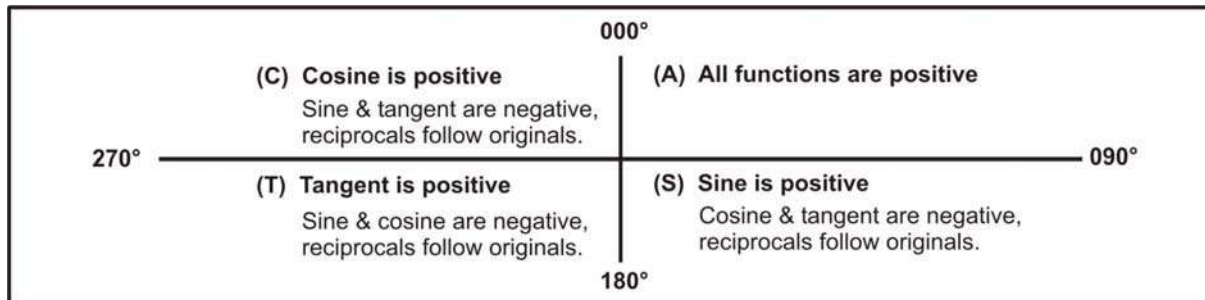 000°
(C) Cosine is positive
Sine & tangent are negative,
reciprocals follow originals.
(A) All functions are positive
270°
090°
(T) Tangent is positive
Sine & cosine are negative,
reciprocals follow originals.
(S) Sine is positive
Cosine & tangent are negative,
reciprocals follow originals.
180°